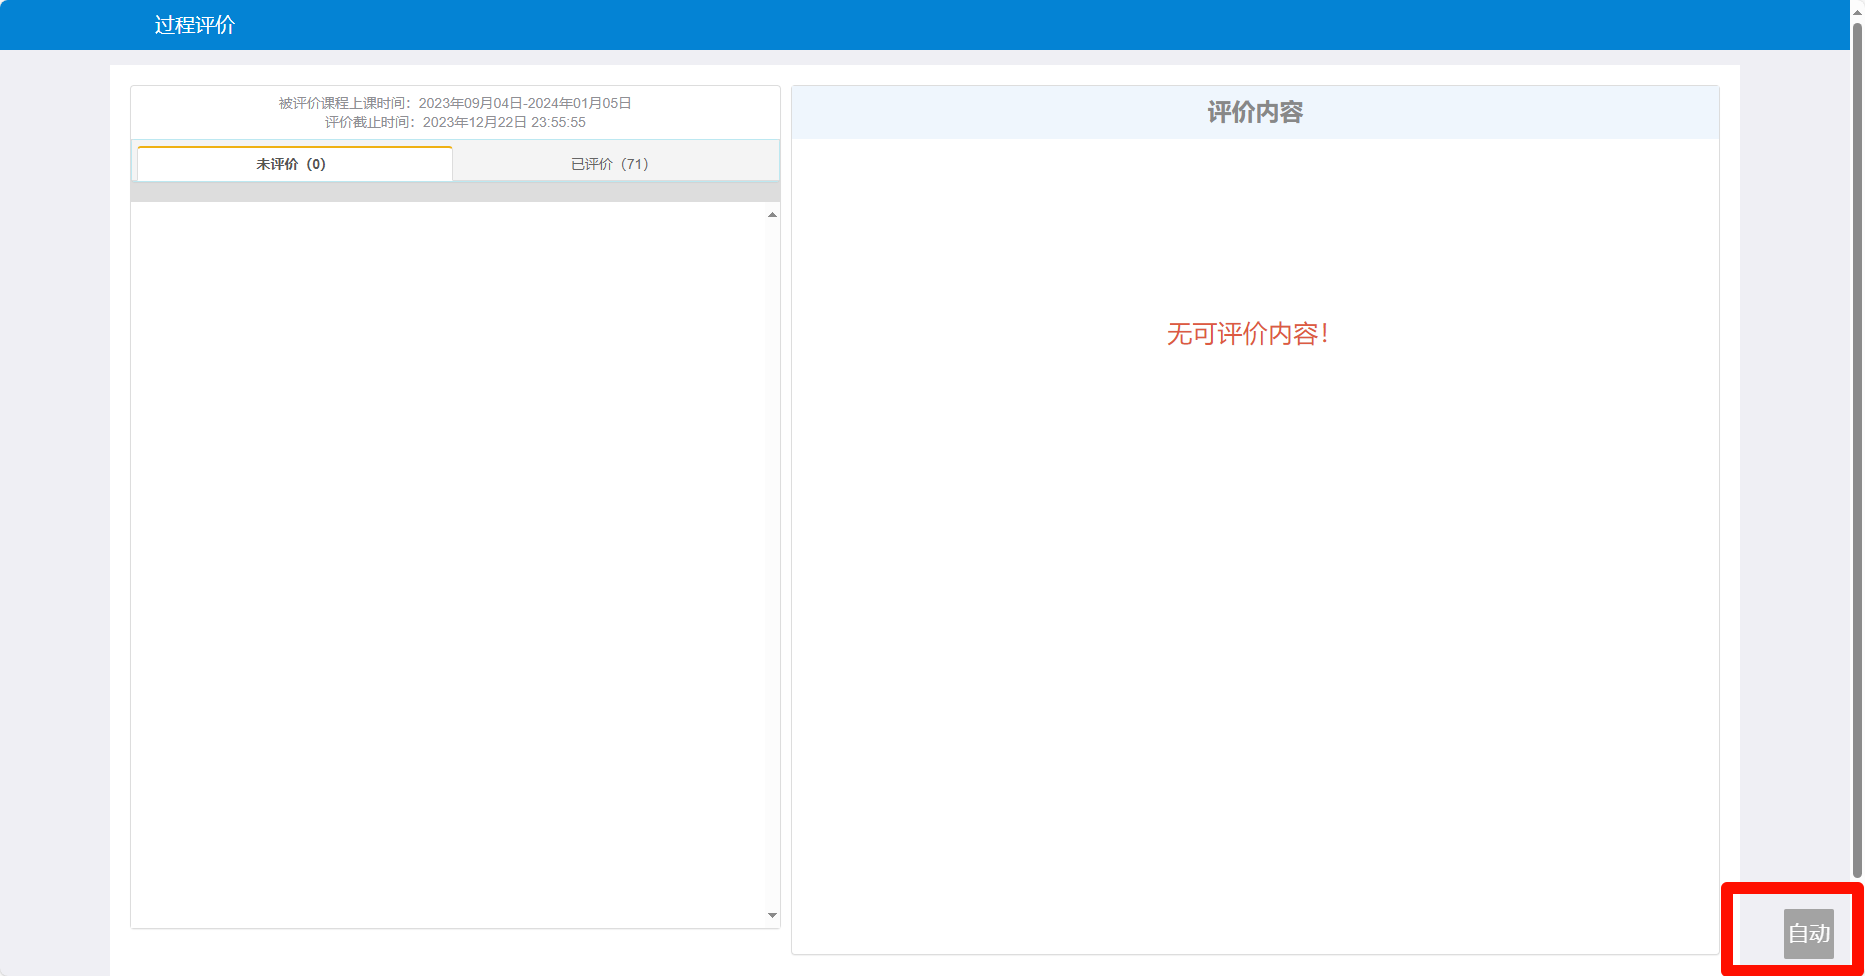 过程评价
被评价课程上课时间：2023年09月04日-2024年01月05日
评价截止时间：2023年12月22日 23:55:55
未评价（0）
已评价（71）
评价内容
无可评价内容！
自动